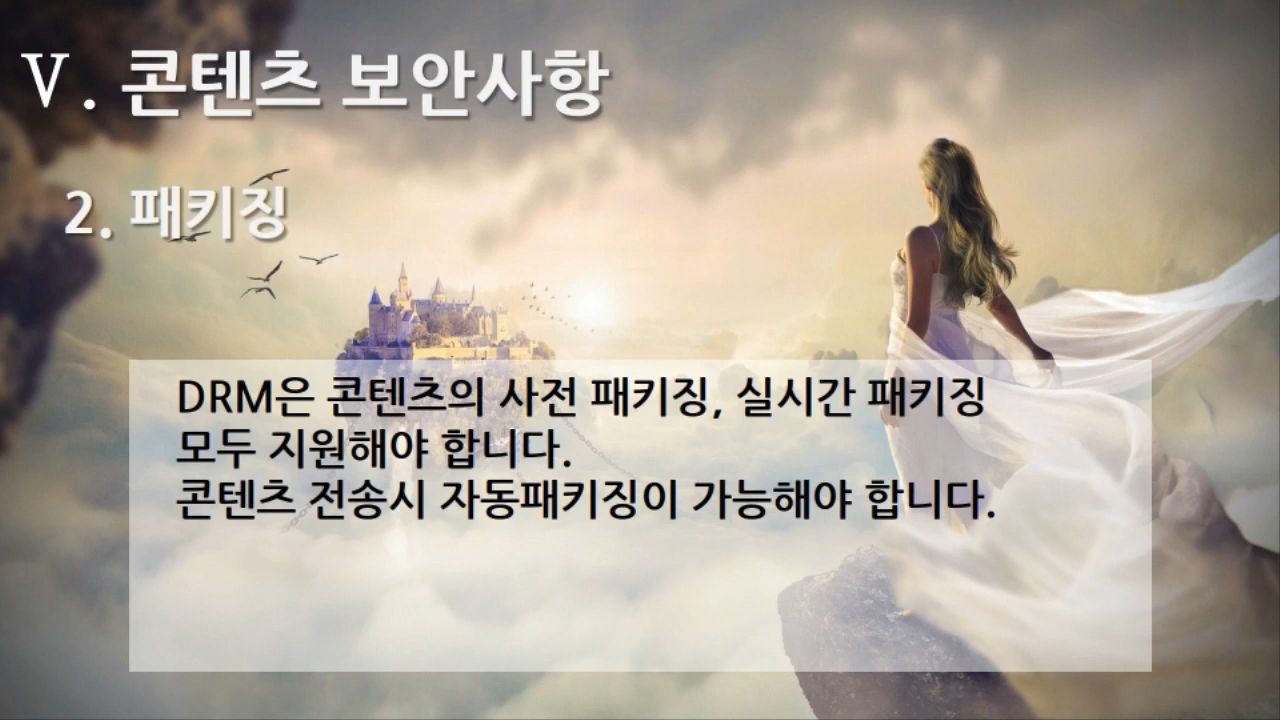 Ⅴ. 콘텐츠 보안사항
2. 패키징
DRM은 콘텐츠의 사전 패키징, 실시간 패키징
모두 지원해야 합니다.
콘텐츠 전송시 자동패키징이 가능해야 합니다.